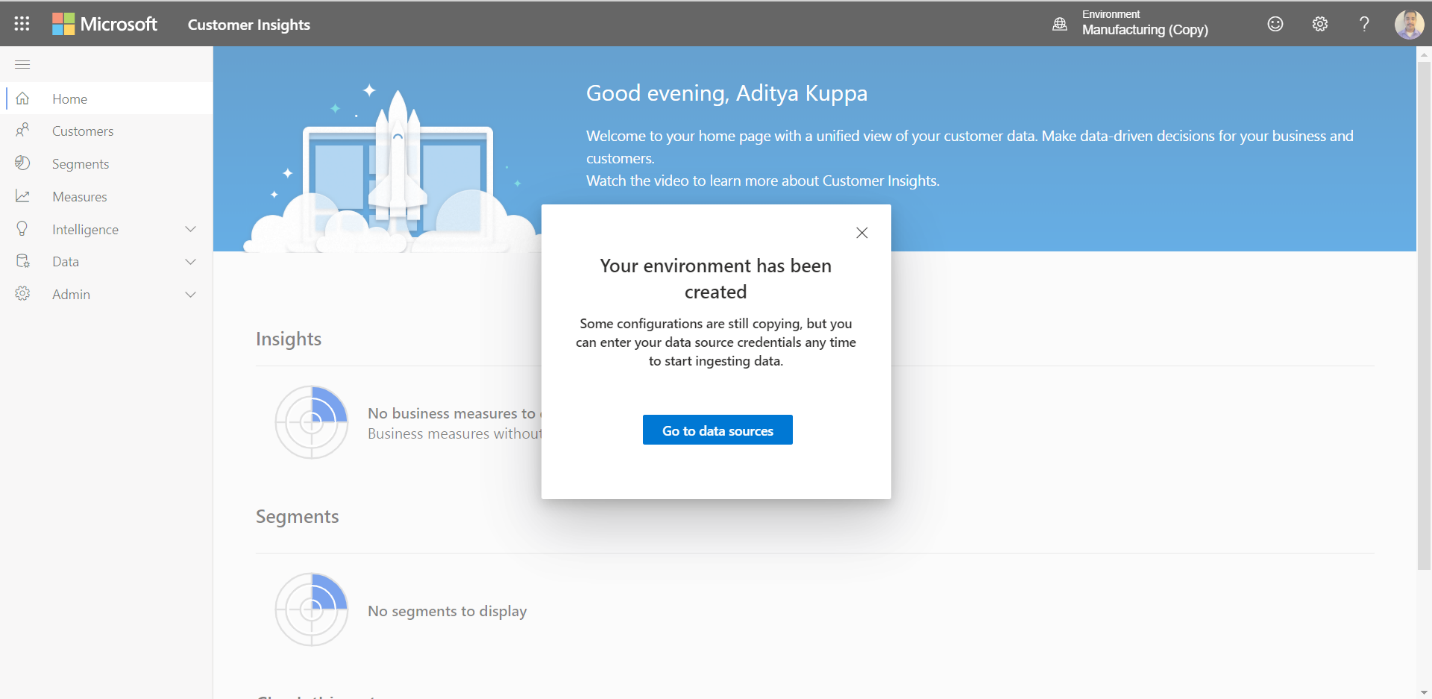 Microsoft
Customer Insights
Environment
Manufacturing (Copy)
?
Home
Customers
Segments
Measures
Intelligence
Data
Admin
Good evening, Aditya Kuppa
Welcome to your home page with a unified view of your customer data. Make data-driven decisions for your business and
customers.
Watch the video to learn more about Customer Insights.
Your environment has been
created
Some configurations are still copying, but you
can enter your data source credentials any time
to start ingesting data.
Go to data sources
Insights
No business measures to
Business measures without
Segments
No segments to display